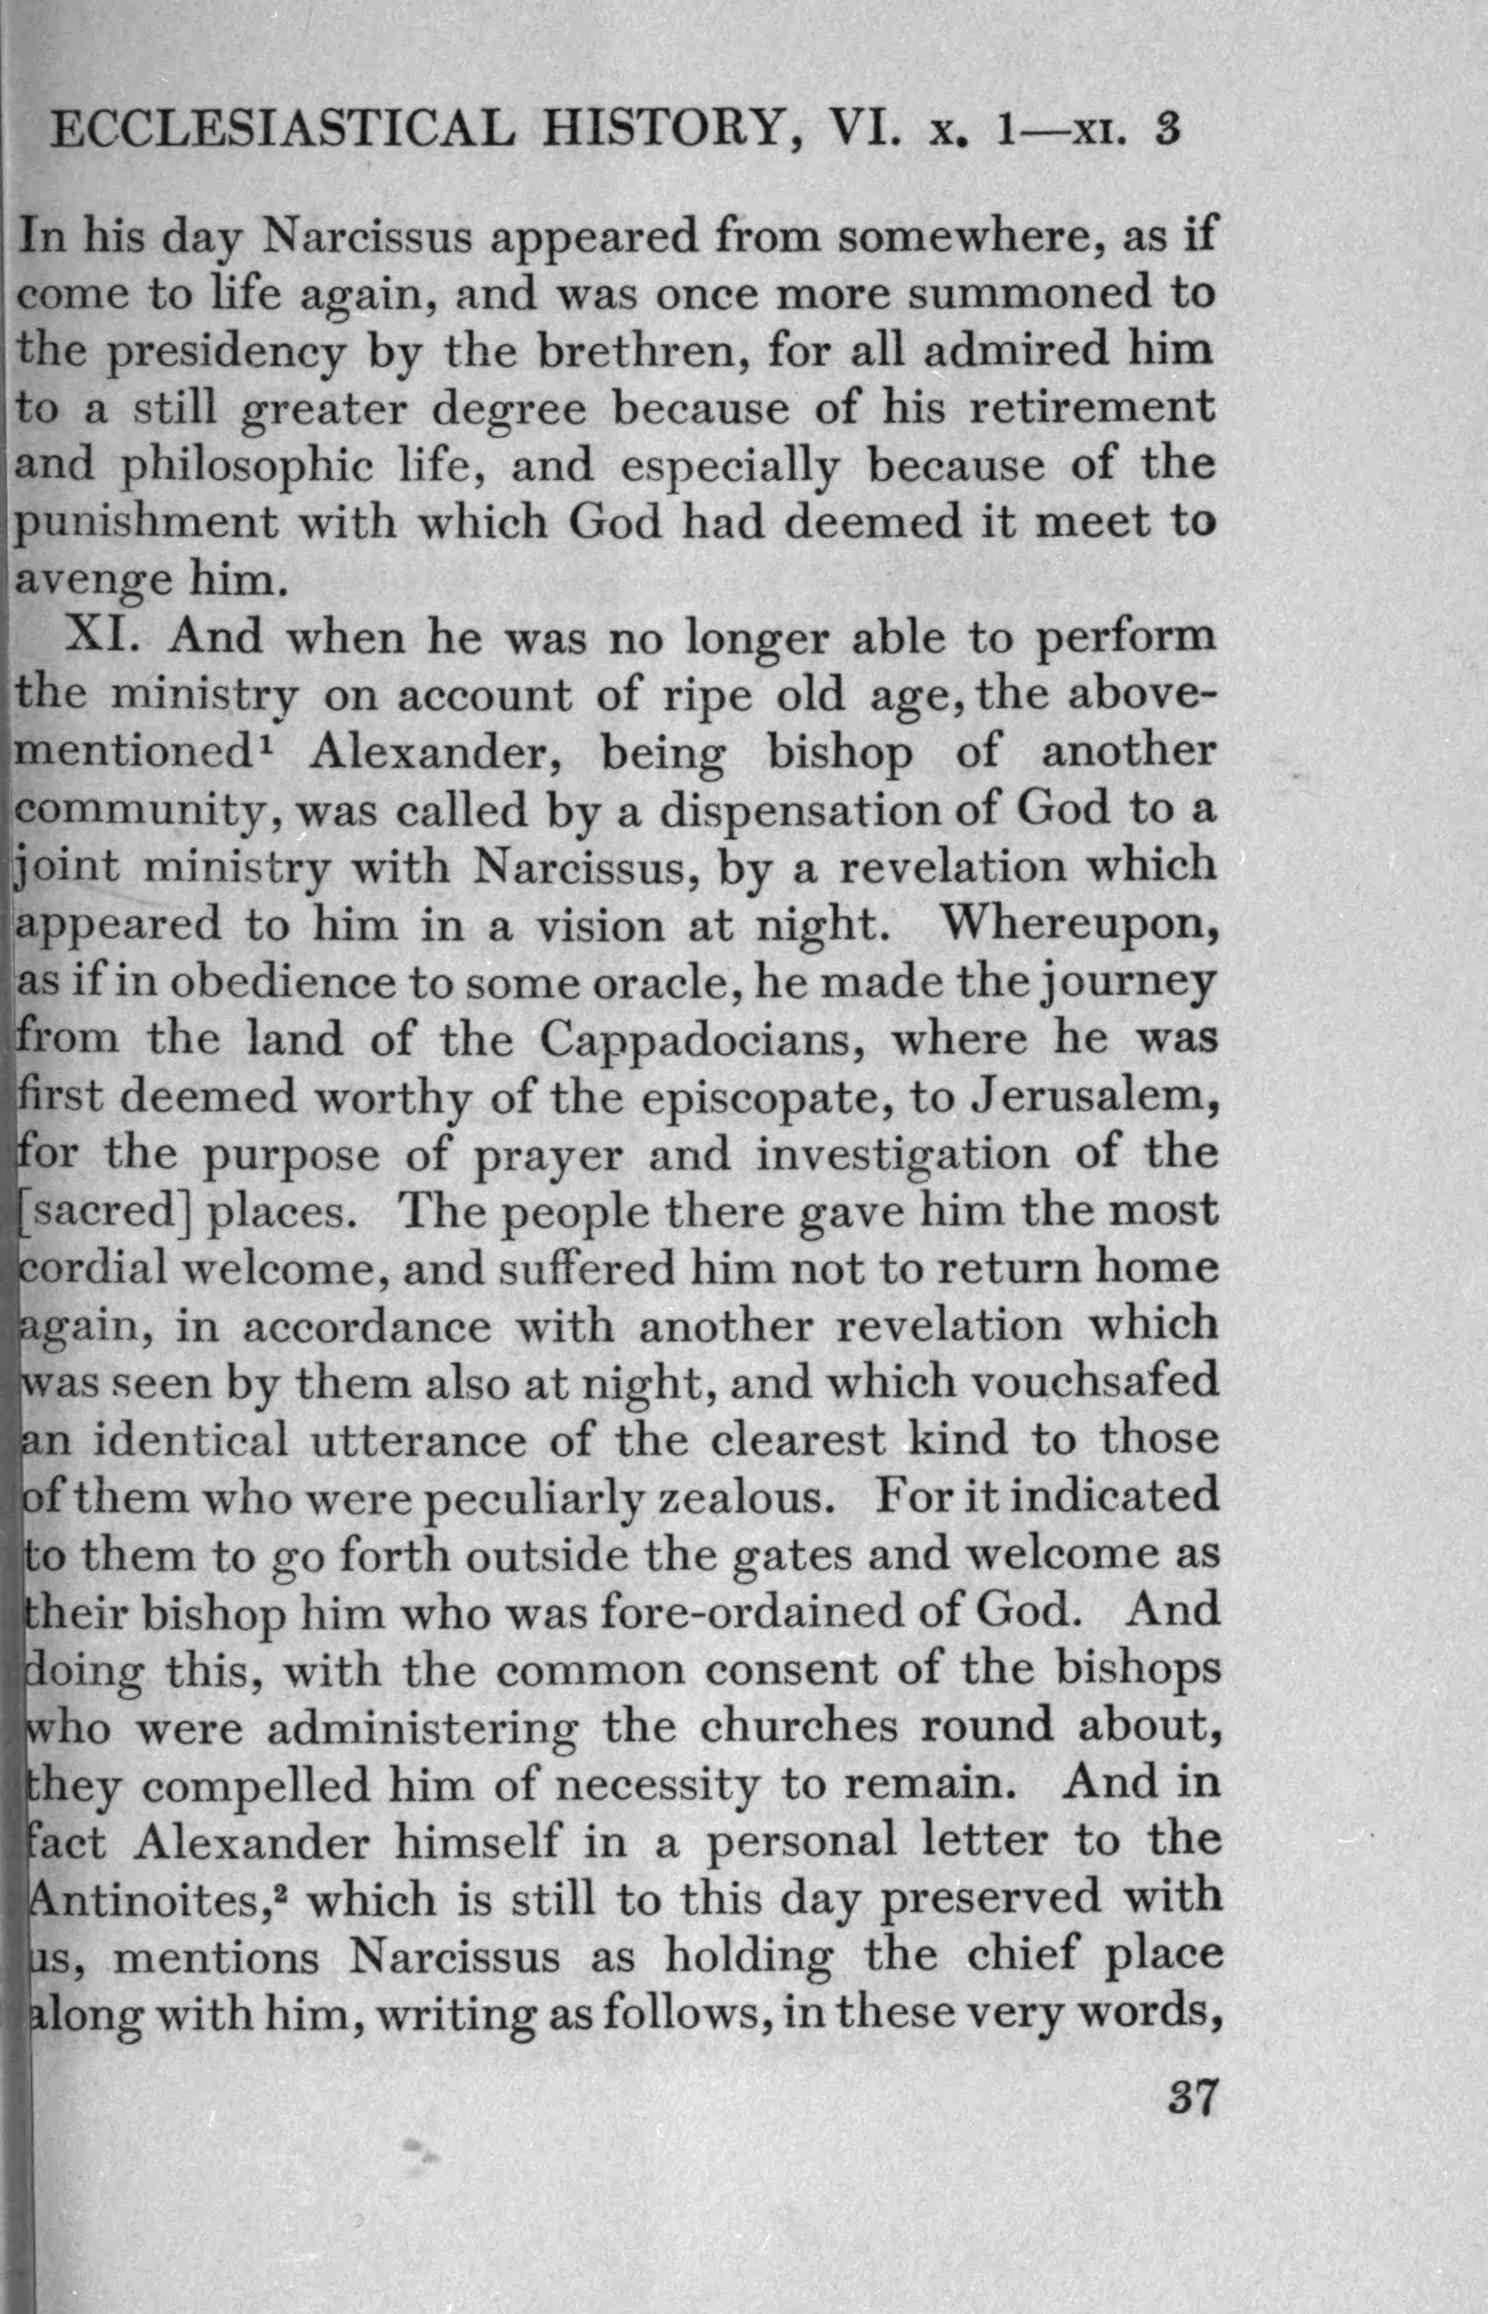 ECCLESIASTICAL HISTORY, VI. x. 1—xi. 3
In his day Narcissus appeared from somewhere, as if
come to life again, and was once more summoned to
the presidency by the brethren, for all admired him
to a still greater degree because of his retirement
and philosophic life, and especially because of the
punishment with which God had deemed it meet to
avenge him.
XI. And when he was no longer able to perform
the ministry on account of ripe old age, the above-
mentioned¹ Alexander, being bishop of another
community, was called by a dispensation of God to a
joint ministry with Narcissus, by a revelation which
appeared to him in a vision at night. Whereupon,
as if in obedience to some oracle, he made the journey
from the land of the Cappadocians, where he was
first deemed worthy of the episcopate, to Jerusalem,
for the purpose of prayer and investigation of the
[sacred] places. The people there gave him the most
cordial welcome, and suffered him not to return home
again, in accordance with another revelation which
was seen by them also at night, and which vouchsafed
an identical utterance of the clearest kind to those
of them who were peculiarly zealous. For it indicated
to them to go forth outside the gates and welcome as
their bishop him who was fore-ordained of God. And
doing this, with the common consent of the bishops
who were administering the churches round about,
they compelled him of necessity to remain. And in
fact Alexander himself in a personal letter to the
Antinoites,² which is still to this day preserved with
us, mentions Narcissus as holding the chief place
along with him, writing as follows, in these very words,
37